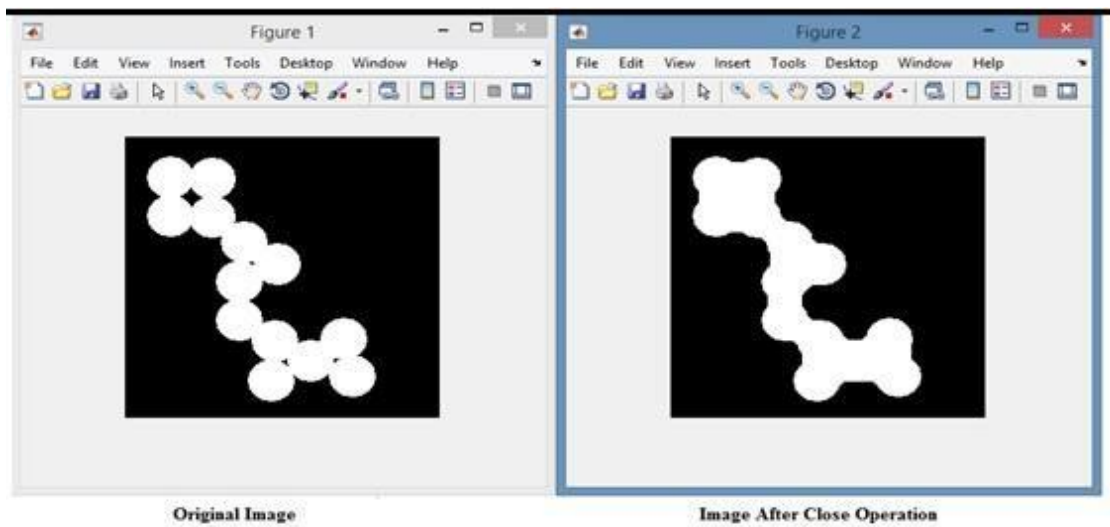 Figure 1
File Edit View Insert Tools Desktop Window Help
Figure 2
File Edit View Insert Tools Desktop Window Help
Original Image
Image After Close Operation